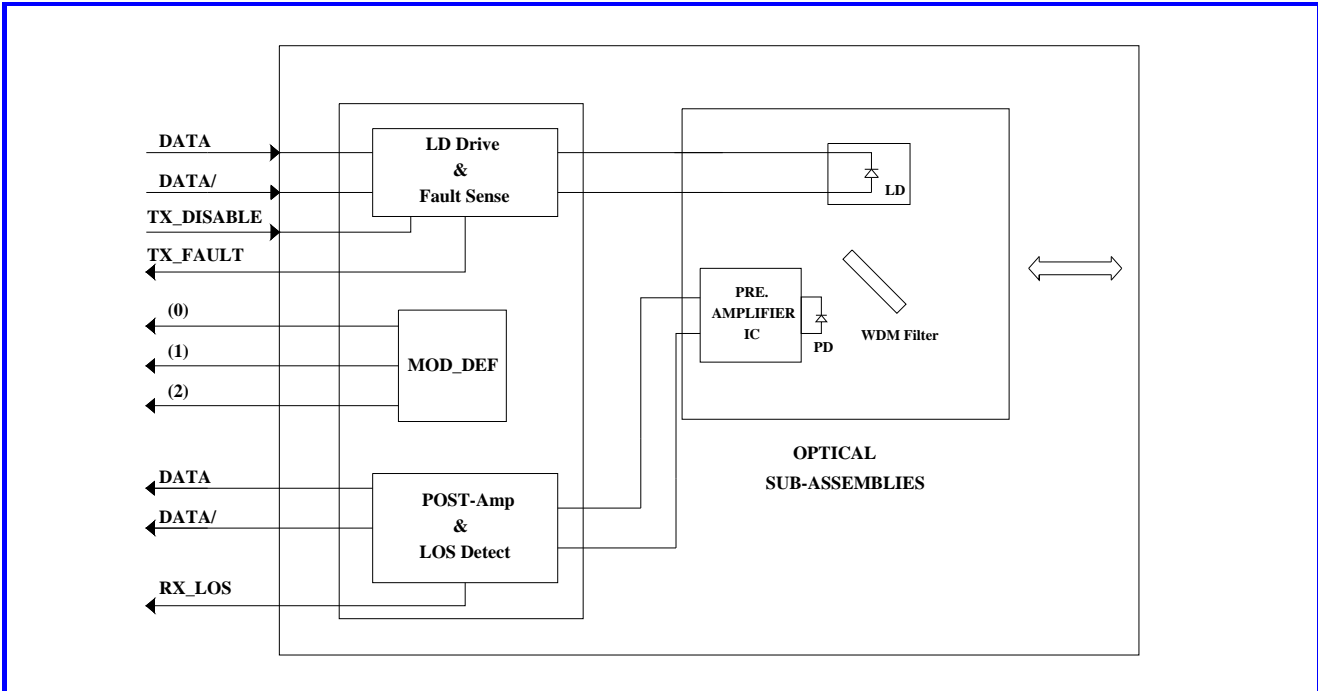 DATA
DATA/
TX_DISABLE
TX_FAULT
(0)
(1)
(2)
DATA
DATA/
RX_LOS
LD Drive
&
Fault Sense
MOD_DEF
POST-Amp
&
LOS Detect
LD
PRE.
AMPLIFIER
IC
PD
WDM Filter
OPTICAL
SUB-ASSEMBLIES